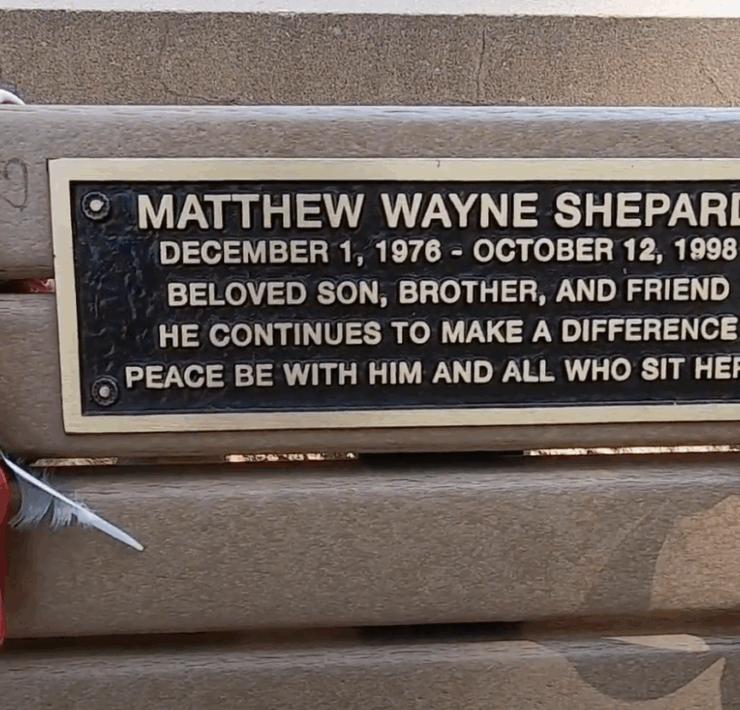 MATTHEW WAYNE SHEPARD
DECEMBER 1, 1976 - OCTOBER 12, 1998
BELOVED SON, BROTHER, AND FRIEND
HE CONTINUES TO MAKE A DIFFERENCE
PEACE BE WITH HIM AND ALL WHO SIT HER